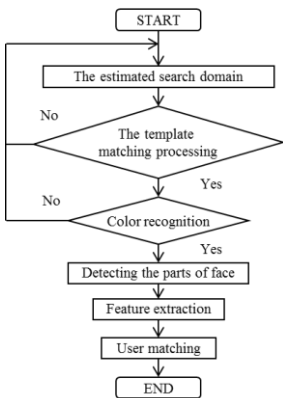 START
The estimated search domain
No
The template
matching processing
Yes
No
Color recognition
Yes
Detecting the parts of face
Feature extraction
User matching
END